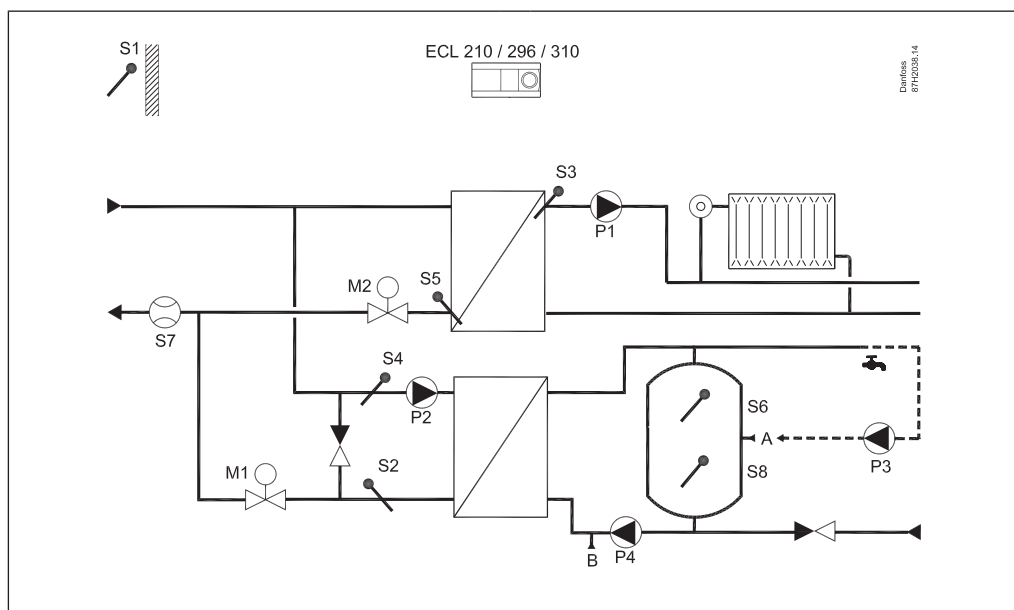 S1
ECL 210 / 296 / 310
Danfoss
87H2038.14
S3
P1
M2
S5
S7
S4
P2
S6
A
P3
S8
M1
S2
B
P4